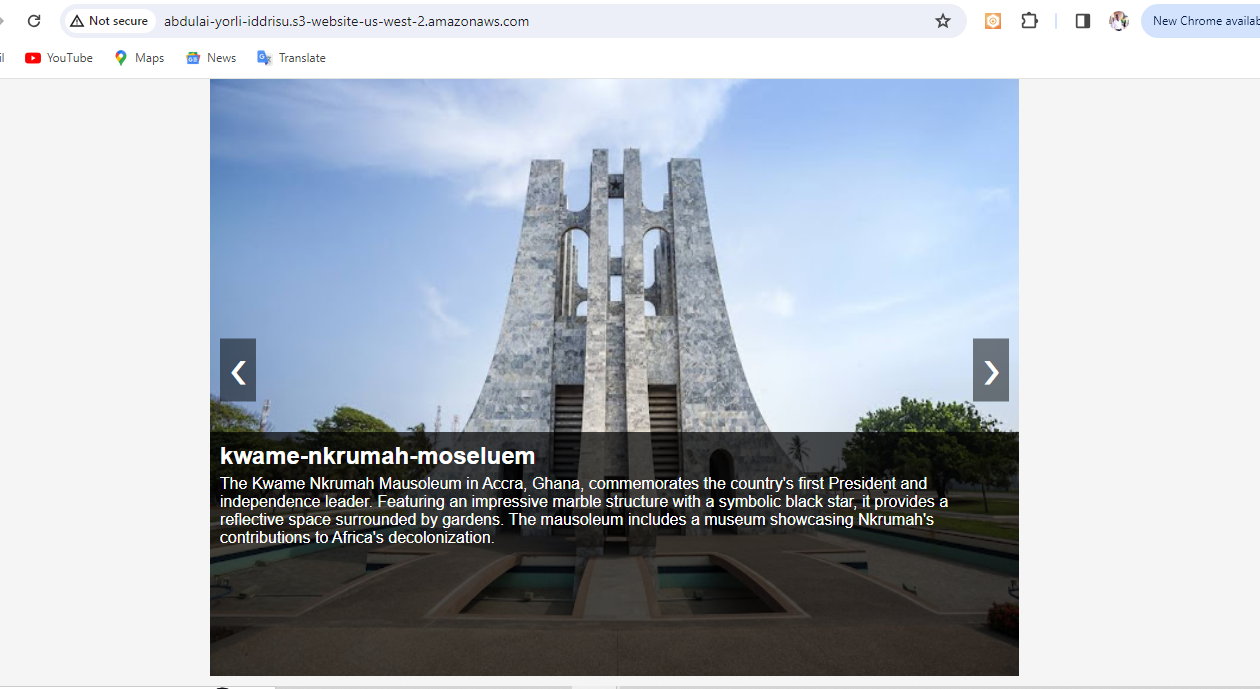 Not secure
abdulai-yorli-iddrisu.s3-website-us-west-2.amazonaws.com
New Chrome availab
il
YouTube
Maps
News
Translate
kwame-nkrumah-moseluem
The Kwame Nkrumah Mausoleum in Accra, Ghana, commemorates the country's first President and
independence leader. Featuring an impressive marble structure with a symbolic black star, it provides a
reflective space surrounded by gardens. The mausoleum includes a museum showcasing Nkrumah's
contributions to Africa's decolonization.